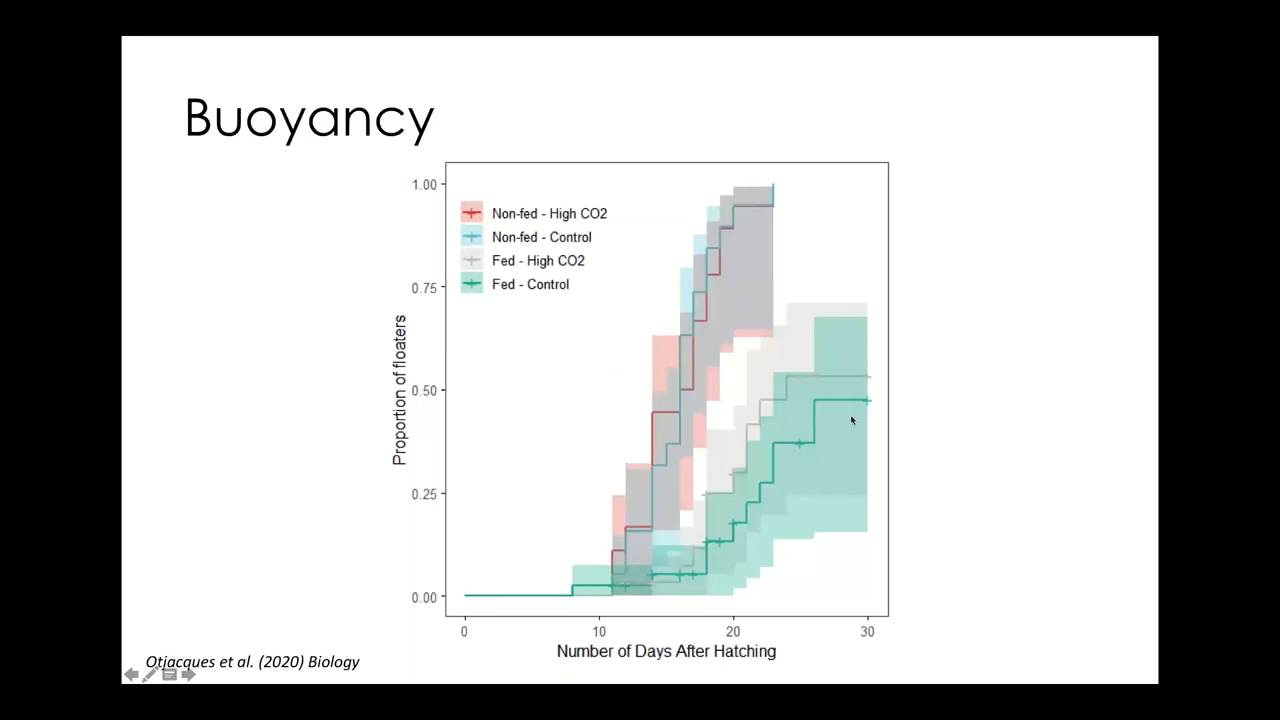 Buoyancy
1.00
0.75
0.50
0.25
0.00
Proportion of floaters
Non-fed - High CO2
Non-fed - Control
Fed - High CO2
Fed - Control
0 10 20 30
Number of Days After Hatching
Otjacques et al. (2020) Biology